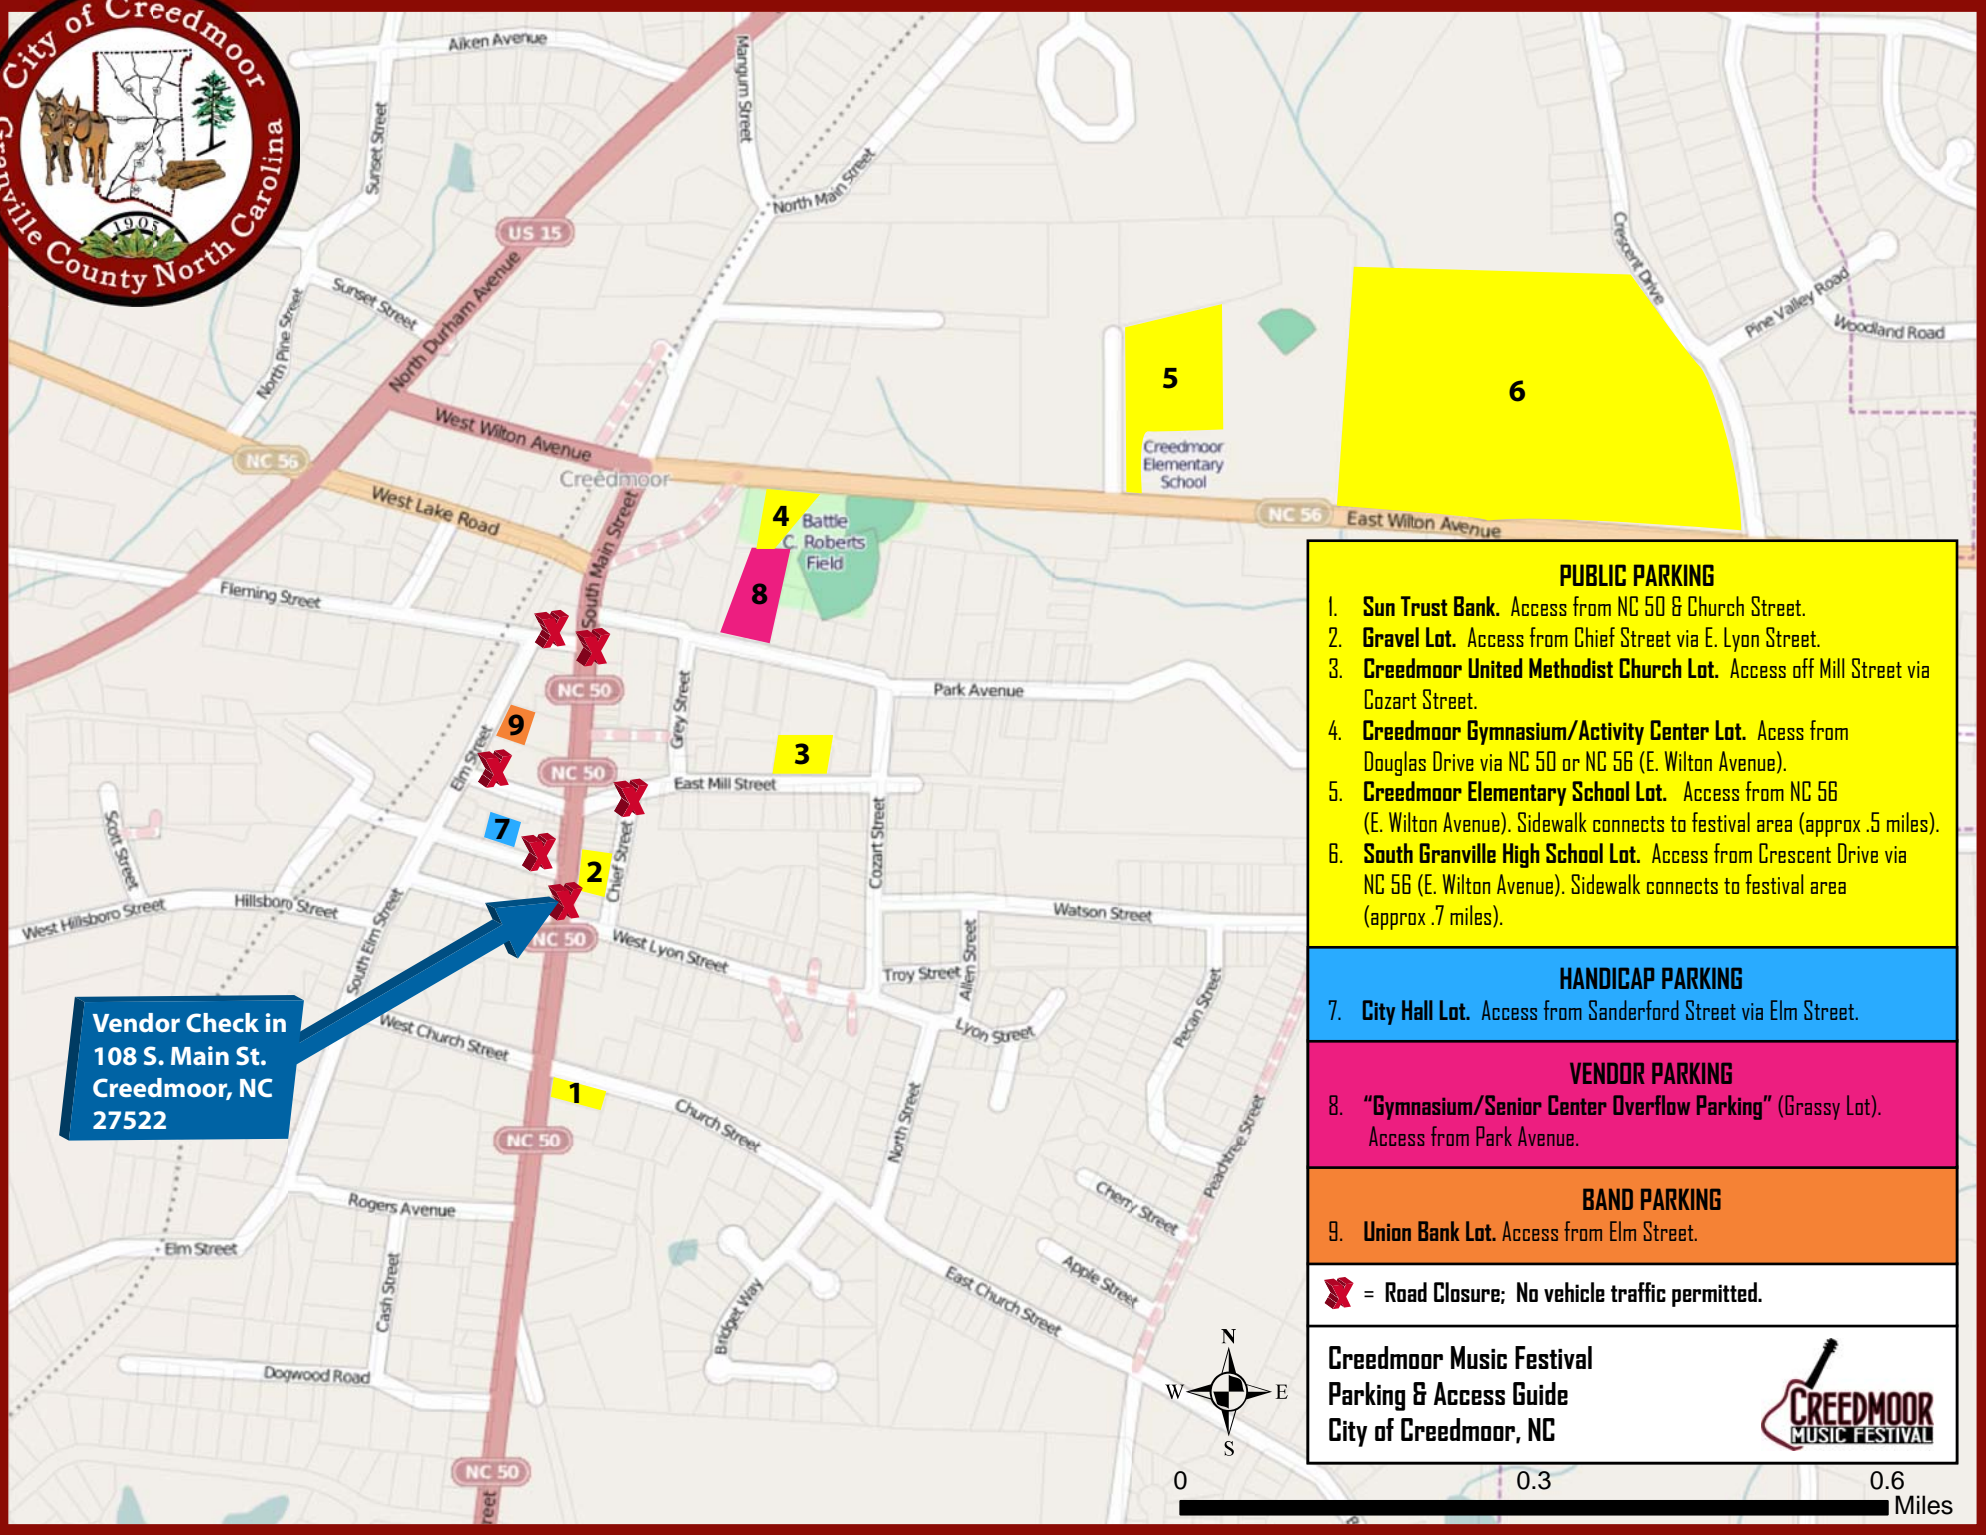 City of Creedmoor
Granville County North Carolina
1905
Aiken Avenue
Mangum Street
Sunset Street
North Main Street
US 15
Crescent Drive
Sunset Street
North Durham Avenue
North Pine Street
Pine Valley Road
Woodland Road
5
6
West Wilton Avenue
Creedmoor
NC 56
Creedmoor
Elementary
School
West Lake Road
South Main Street
4
Battle
C. Roberts
Field
NC 56
East Wilton Avenue
8
Fleming Street
NC 50
Park Avenue
Grey Street
9
Elm Street
3
NC 50
East Mill Street
Scott Street
7
Chief Street
2
Cozart Street
West Hillsboro Street
Hillsboro Street
South Elm Street
NC 50
West Lyon Street
Watson Street
Troy Street
Allen Street
Pecan Street
Lyon Street
Vendor Check in
108 S. Main St.
Creedmoor, NC
27522
West Church Street
1
Church Street
North Street
NC 50
Peachtree Street
Cherry Street
Rogers Avenue
Elm Street
Cash Street
Apple Street
East Church Street
Bridget Way
Dogwood Road
NC 50
reet
PUBLIC PARKING
1. Sun Trust Bank. Access from NC 50 & Church Street.
2. Gravel Lot. Access from Chief Street via E. Lyon Street.
3. Creedmoor United Methodist Church Lot. Access off Mill Street via
Cozart Street.
4. Creedmoor Gymnasium/Activity Center Lot. Acess from
Douglas Drive via NC 50 or NC 56 (E. Wilton Avenue).
5. Creedmoor Elementary School Lot. Access from NC 56
(E. Wilton Avenue). Sidewalk connects to festival area (approx .5 miles).
6. South Granville High School Lot. Access from Crescent Drive via
NC 56 (E. Wilton Avenue). Sidewalk connects to festival area
(approx .7 miles).
HANDICAP PARKING
7. City Hall Lot. Access from Sanderford Street via Elm Street.
VENDOR PARKING
8. “Gymnasium/Senior Center Overflow Parking” (Grassy Lot).
Access from Park Avenue.
BAND PARKING
9. Union Bank Lot. Access from Elm Street.
X = Road Closure; No vehicle traffic permitted.
Creedmoor Music Festival
Parking & Access Guide
City of Creedmoor, NC
CREEDMOOR
MUSIC FESTIVAL
N
W E
S
0 0.3 0.6
Miles